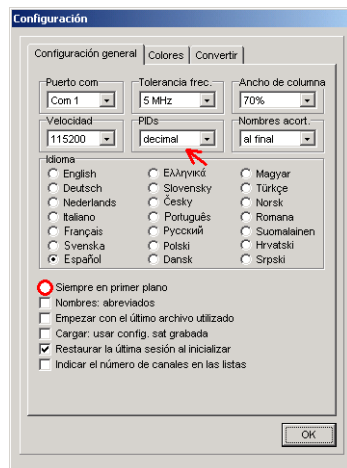 Configuración
Configuración general Colores Convertir
Puerto com Tolerancia frec. Ancho de columna
Com 1 5 MHz 70%
Velocidad PIDs Nombres acort.
115200 decimal al final
Idioma
English Ελληνικά Magyar
Deutsch Slovensky Türkçe
Nederlands Česky Norsk
Italiano Português Romana
Français Русский Suomalainen
Svenska Polski Hrvatski
Español Dansk Srpski
Siempre en primer plano
Nombres: abreviados
Empezar con el último archivo utilizado
Cargar: usar config. sat grabada
Restaurar la última sesión al inicializar
Indicar el número de canales en las listas
OK